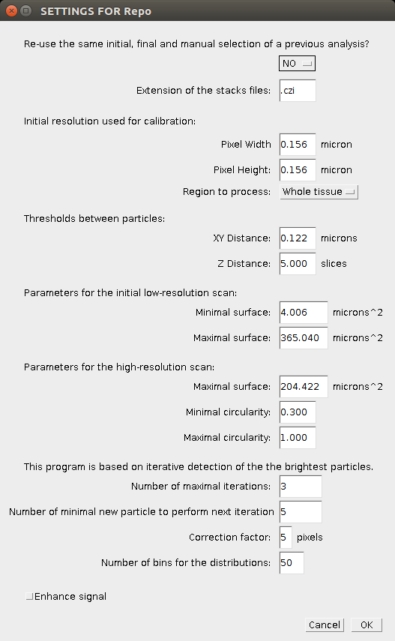 SETTINGS FOR Repo
Re-use the same initial, final and manual selection of a previous analysis?
NO
Extension of the stacks files: .czi
Initial resolution used for calibration:
Pixel Width 0.156 micron
Pixel Height: 0.156 micron
Region to process: Whole tissue
Thresholds between particles:
XY Distance: 0.122 microns
Z Distance: 5.000 slices
Parameters for the initial low-resolution scan:
Minimal surface: 4.006 microns^2
Maximal surface: 365.040 microns^2
Parameters for the high-resolution scan:
Maximal surface: 204.422 microns^2
Minimal circularity: 0.300
Maximal circularity: 1.000
This program is based on iterative detection of the the brightest particles.
Number of maximal iterations: 3
Number of minimal new particle to perform next iteration 5
Correction factor: 5 pixels
Number of bins for the distributions: 50
Enhance signal
Cancel OK